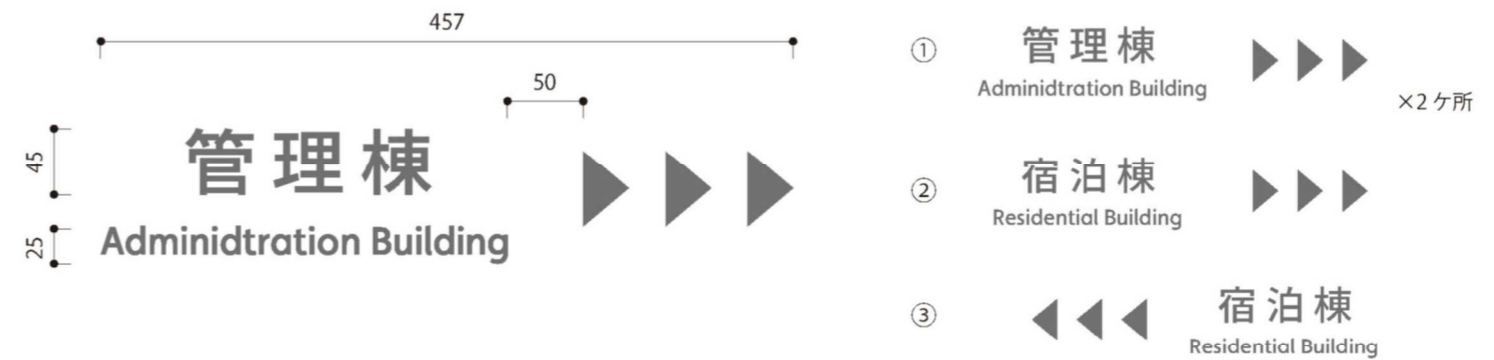 457
50
45
管理棟
25
Adminidtration Building
①
管理棟
Adminidtration Building
×2ケ所
②
宿泊棟
Residential Building
③
宿泊棟
Residential Building